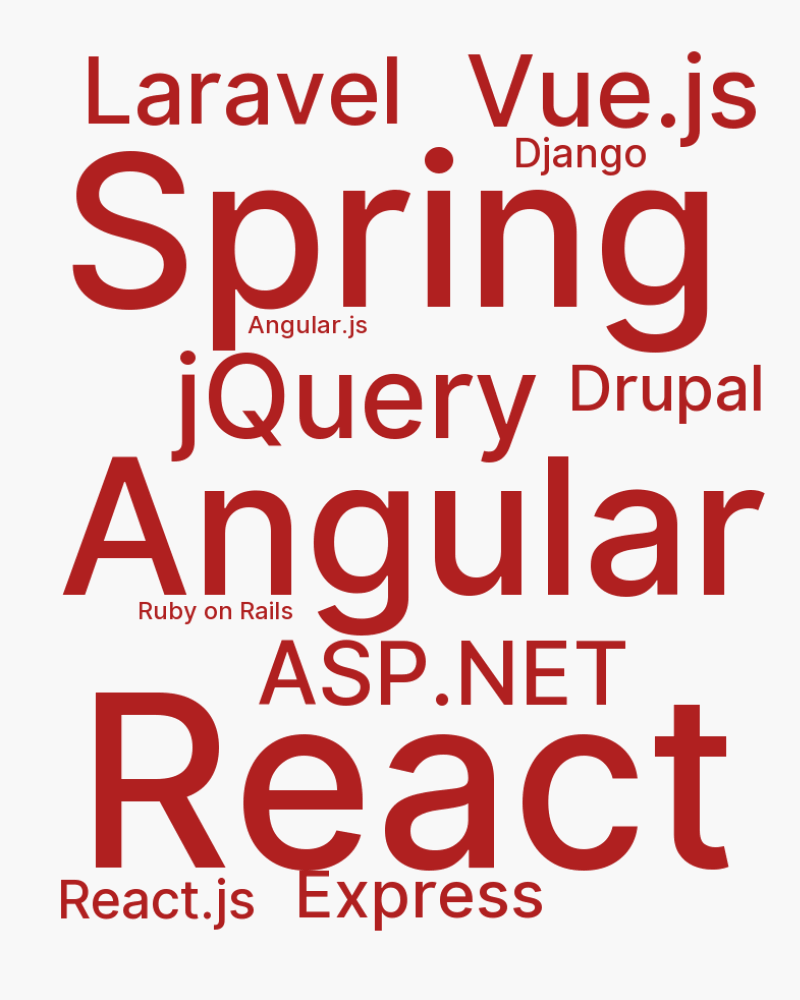 Laravel
Vue.js
Django
Spring
Angular.js
jQuery
Drupal
Angular
Ruby on Rails
ASP.NET
React
React.js
Express